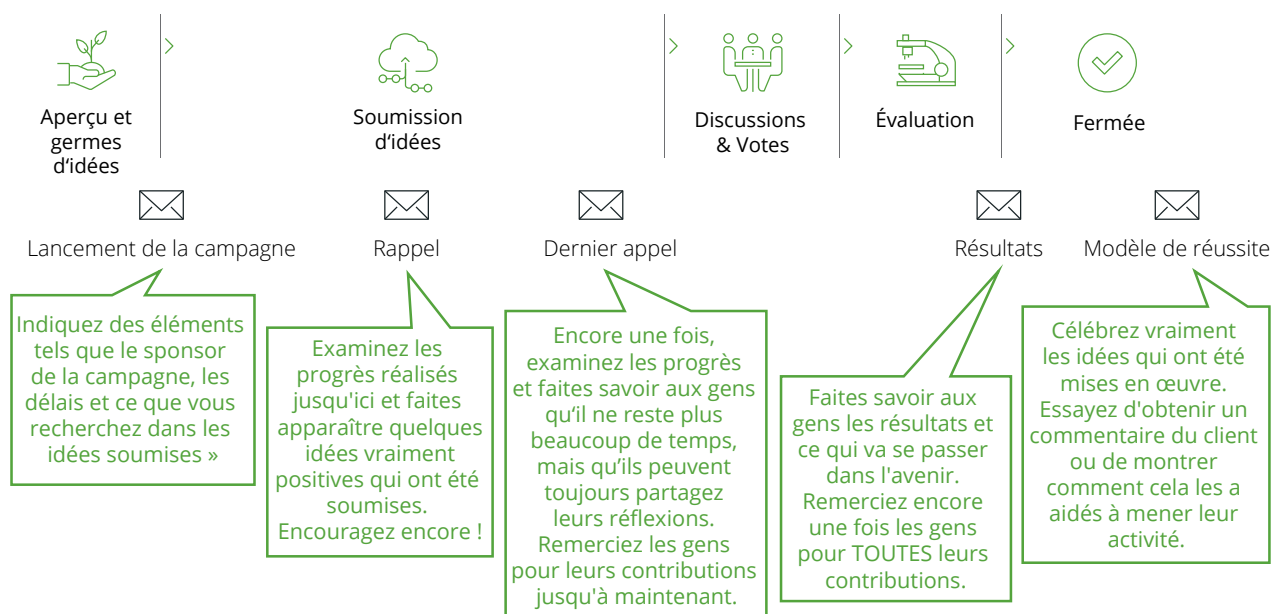 Aperçu et
germes
d‘idées
Soumission
d‘idées
Discussions
& Votes
Évaluation
Fermée
Lancement de la campagne
Rappel
Dernier appel
Résultats
Modèle de réussite
Indiquez des éléments
tels que le sponsor
de la campagne, les
délais et ce que vous
recherchez dans les
idées soumises »
Examinez les
progrès réalisés
jusqu'ici et faites
apparaître quelques
idées vraiment
positives qui ont été
soumises.
Encouragez encore !
Encore une fois,
examinez les progrès
et faites savoir aux gens
qu‘il ne reste plus
beaucoup de temps,
mais qu‘ils peuvent
toujours partagez
leurs réflexions.
Remerciez les gens
pour leurs contributions
jusqu'à maintenant.
Faites savoir aux
gens les résultats et
ce qui va se passer
dans l'avenir.
Remerciez encore
une fois les gens
pour TOUTES leurs
contributions.
Célébrez vraiment
les idées qui ont été
mises en œuvre.
Essayez d'obtenir un
commentaire du client
ou de montrer
comment cela les a
aidés à mener leur
activité.